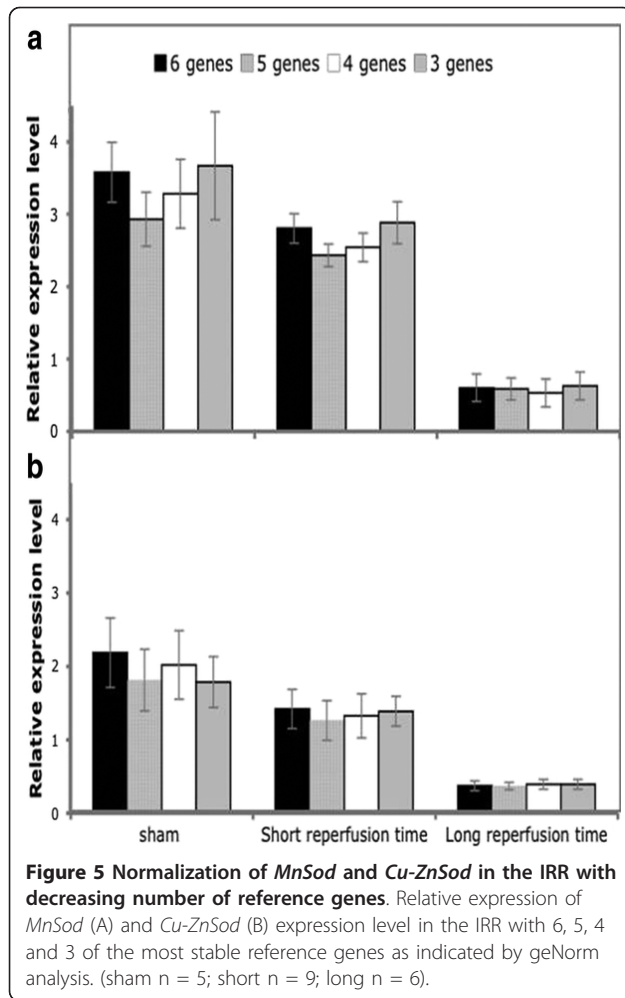 a
6 genes 5 genes 4 genes 3 genes
Relative expression level
4
3
2
1
0
b
Relative expression level
4
3
2
1
0
sham Short reperfusion time Long reperfusion time
Figure 5 Normalization of MnSod and Cu-ZnSod in the IRR with
decreasing number of reference genes. Relative expression of
MnSod (A) and Cu-ZnSod (B) expression level in the IRR with 6, 5, 4
and 3 of the most stable reference genes as indicated by geNorm
analysis. (sham n = 5; short n = 9; long n = 6).